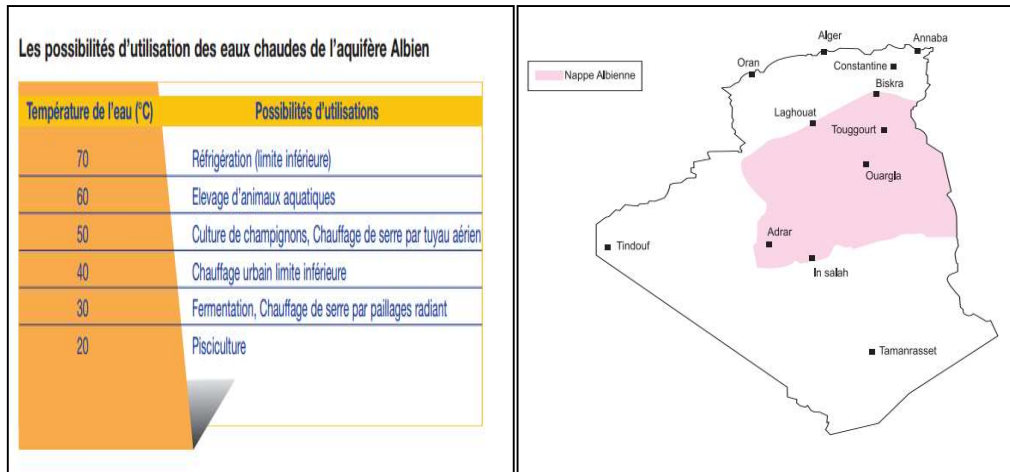 Les possibilités d'utilisation des eaux chaudes de l'aquifère Albien
Température de l'eau (°C) Possibilités d'utilisations
70 Réfrigération (limite inférieure)
60 Elevage d'animaux aquatiques
50 Culture de champignons, Chauffage de serre par tuyau aérien
40 Chauffage urbain limite inférieure
30 Fermentation, Chauffage de serre par paillages radiant
20 Pisciculture
Nappe Albienne
Alger
Annaba
Oran
Constantine
Biskra
Laghouat
Touggourt
Ouargla
Adrar
Tindouf
In salah
Tamanrasset